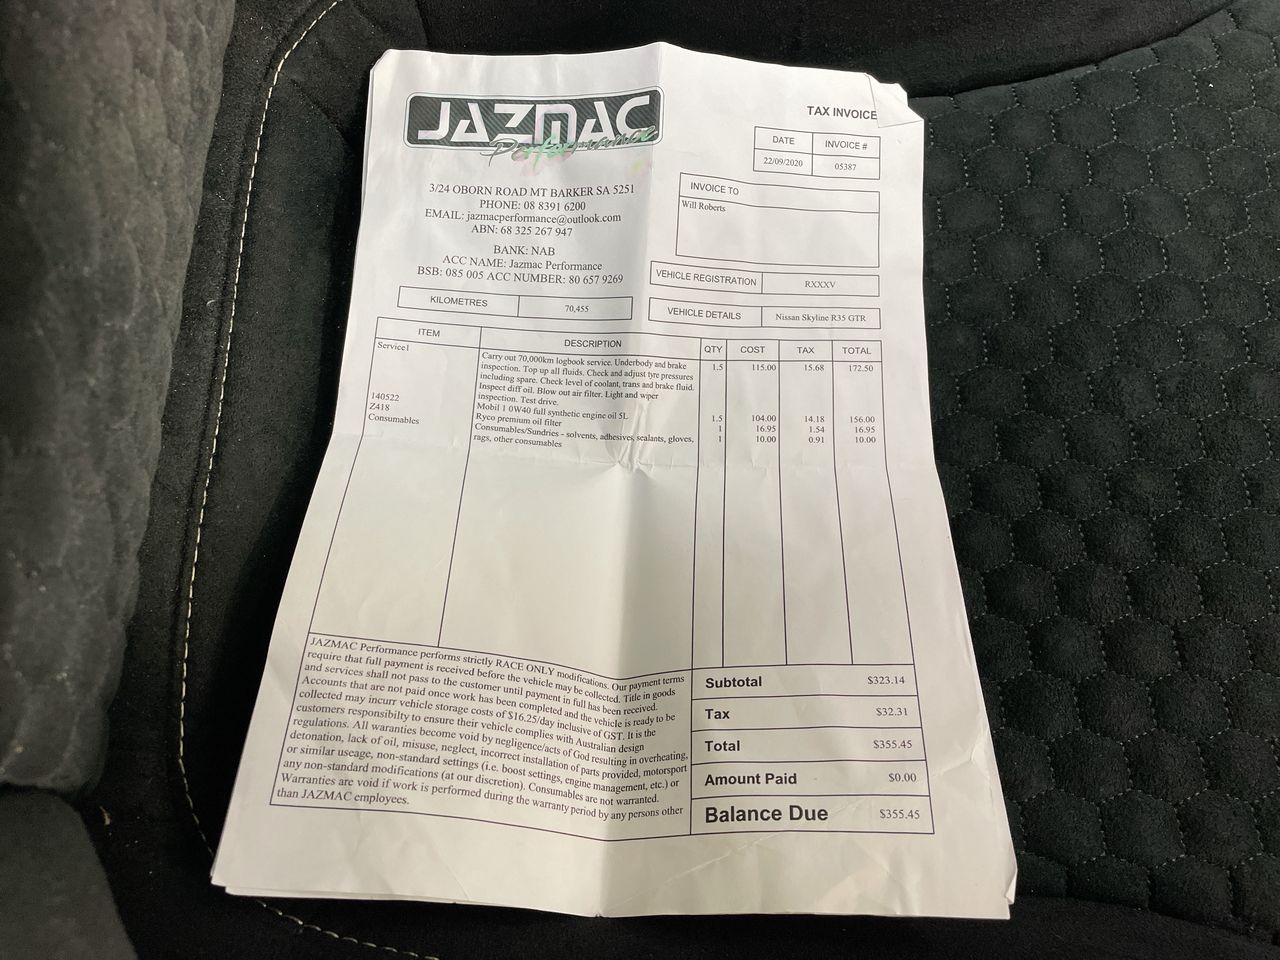 JAZMAC
Performance
TAX INVOICE
DATE
INVOICE #
22/09/2020
05387
3/24 OBORN ROAD MT BARKER SA 5251
PHONE: 08 8391 6200
EMAIL: jazmacperformance@outlook.com
ABN: 68 325 267 947
BANK: NAB
ACC NAME: Jazmac Performance
BSB: 085 005 ACC NUMBER: 80 657 9269
INVOICE TO
Will Roberts
VEHICLE REGISTRATION
RXXXV
KILOMETRES
70,455
VEHICLE DETAILS
Nissan Skyline R35 GTR
ITEM
DESCRIPTION
QTY
COST
TAX
TOTAL
Service1
Carry out 70,000km logbook service. Underbody and brake
inspection. Top up all fluids. Check and adjust tyre pressures
including spare. Check level of coolant, trans and brake fluid.
Inspect diff oil. Blow out air filter. Light and wiper
inspection. Test drive.
1.5
115.00
15.68
172.50
140522
Mobil 1 0W40 full synthetic engine oil 5L
1.5
104.00
14.18
156.00
Z418
Ryco premium oil filter
1
16.95
1.54
16.95
Consumables
Consumables/Sundries - solvents, adhesives, sealants, gloves,
rags, other consumables
1
10.00
0.91
10.00
JAZMAC Performance performs strictly RACE ONLY modifications. Our payment terms
require that full payment is received before the vehicle may be collected. Title in goods
and services shall not pass to the customer until payment in full has been received.
Accounts that are not paid once work has been completed and the vehicle is ready to be
collected may incurr vehicle storage costs of $16.25/day inclusive of GST. It is the
customers responsibilty to ensure their vehicle complies with Australian design
regulations. All waranties become void by negligence/acts of God resulting in overheating,
detonation, lack of oil, misuse, neglect, incorrect installation of parts provided, motorsport
or similar useage, non-standard settings (i.e. boost settings, engine management, etc.) or
any non-standard modifications (at our discretion). Consumables are not warranted.
Warranties are void if work is performed during the warranty period by any persons other
than JAZMAC employees.
Subtotal
$323.14
Tax
$32.31
Total
$355.45
Amount Paid
$0.00
Balance Due
$355.45